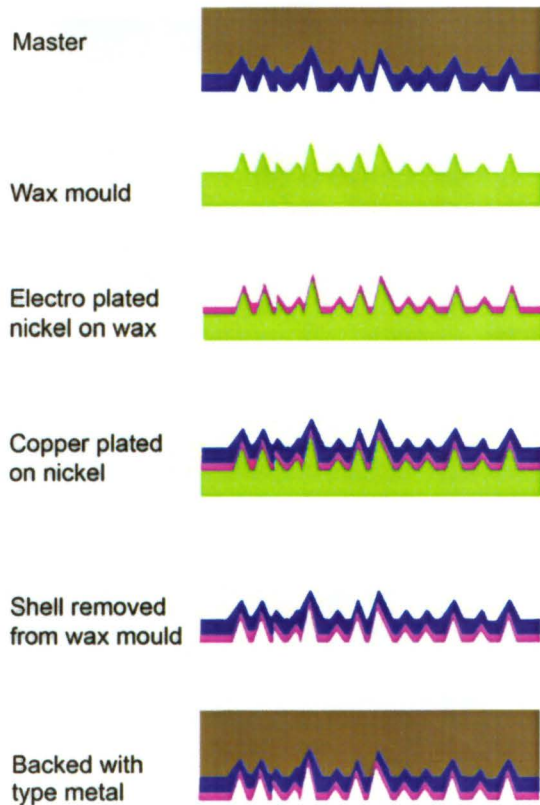 Master
Wax mould
Electro plated
nickel on wax
Copper plated
on nickel
Shell removed
from wax mould
Backed with
type metal